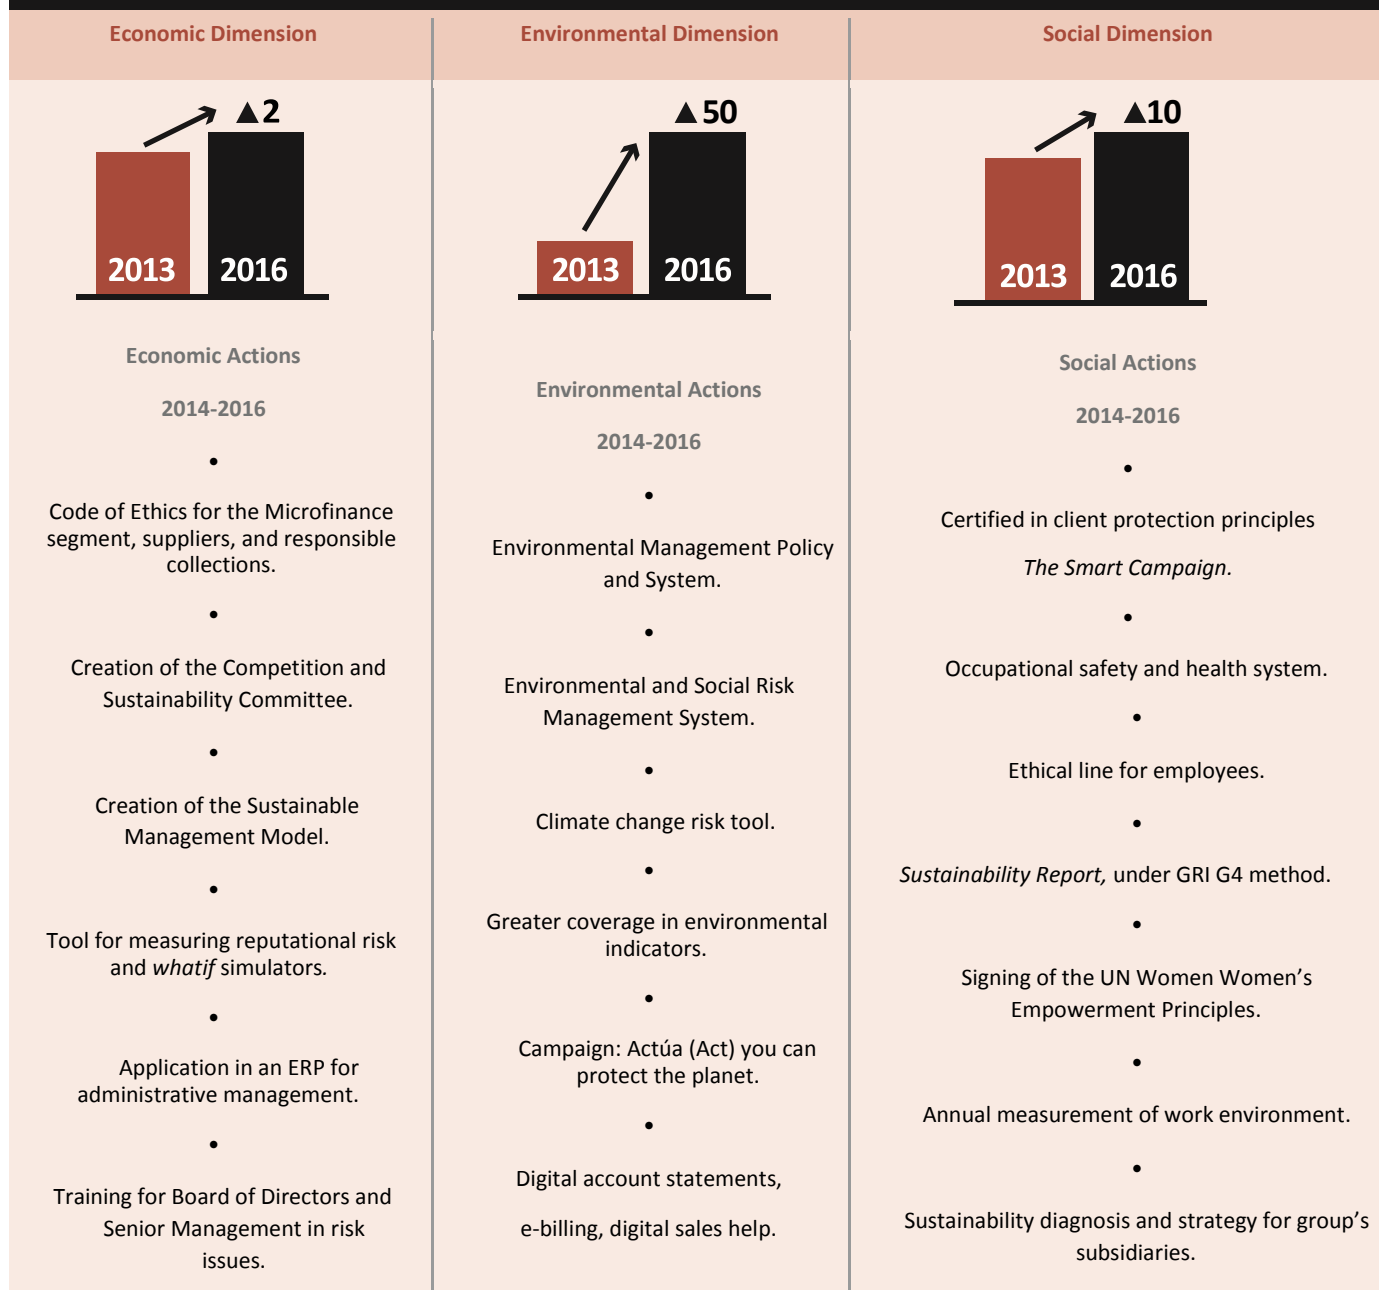 Economic Dimension
▲2
2013
2016
Economic Actions
2014-2016
•
Code of Ethics for the Microfinance
segment, suppliers, and responsible
collections.
•
Creation of the Competition and
Sustainability Committee.
•
Creation of the Sustainable
Management Model.
•
Tool for measuring reputational risk
and whatif simulators.
•
Application in an ERP for
administrative management.
•
Training for Board of Directors and
Senior Management in risk
issues.
Environmental Dimension
▲50
2013
2016
Environmental Actions
2014-2016
•
Environmental Management Policy
and System.
•
Environmental and Social Risk
Management System.
•
Climate change risk tool.
•
Greater coverage in environmental
indicators.
•
Campaign: Actúa (Act) you can
protect the planet.
•
Digital account statements,
e-billing, digital sales help.
Social Dimension
▲10
2013
2016
Social Actions
2014-2016
•
Certified in client protection principles
The Smart Campaign.
•
Occupational safety and health system.
•
Ethical line for employees.
•
Sustainability Report, under GRI G4 method.
•
Signing of the UN Women Women’s
Empowerment Principles.
•
Annual measurement of work environment.
•
Sustainability diagnosis and strategy for group’s
subsidiaries.